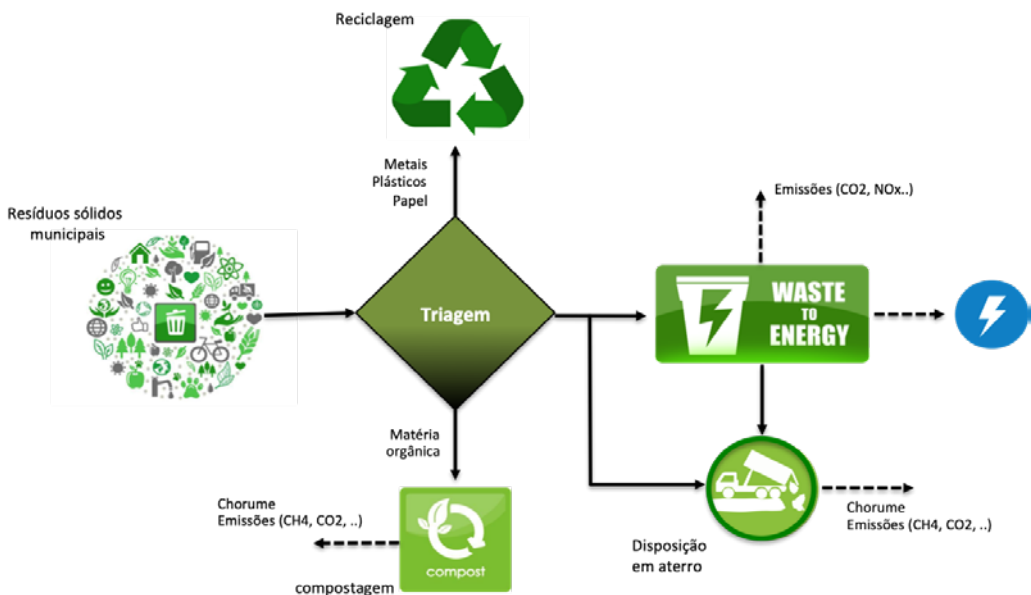 Reciclagem
Metais
Plásticos
Papel
Emissões (CO2, NOx..)
Resíduos sólidos
municipais
Triagem
WASTE
TO
ENERGY
Matéria
orgânica
Chorume
Emissões (CH4, CO2, ..)
compost
compostagem
Disposição
em aterro
Chorume
Emissões (CH4, CO2, ..)